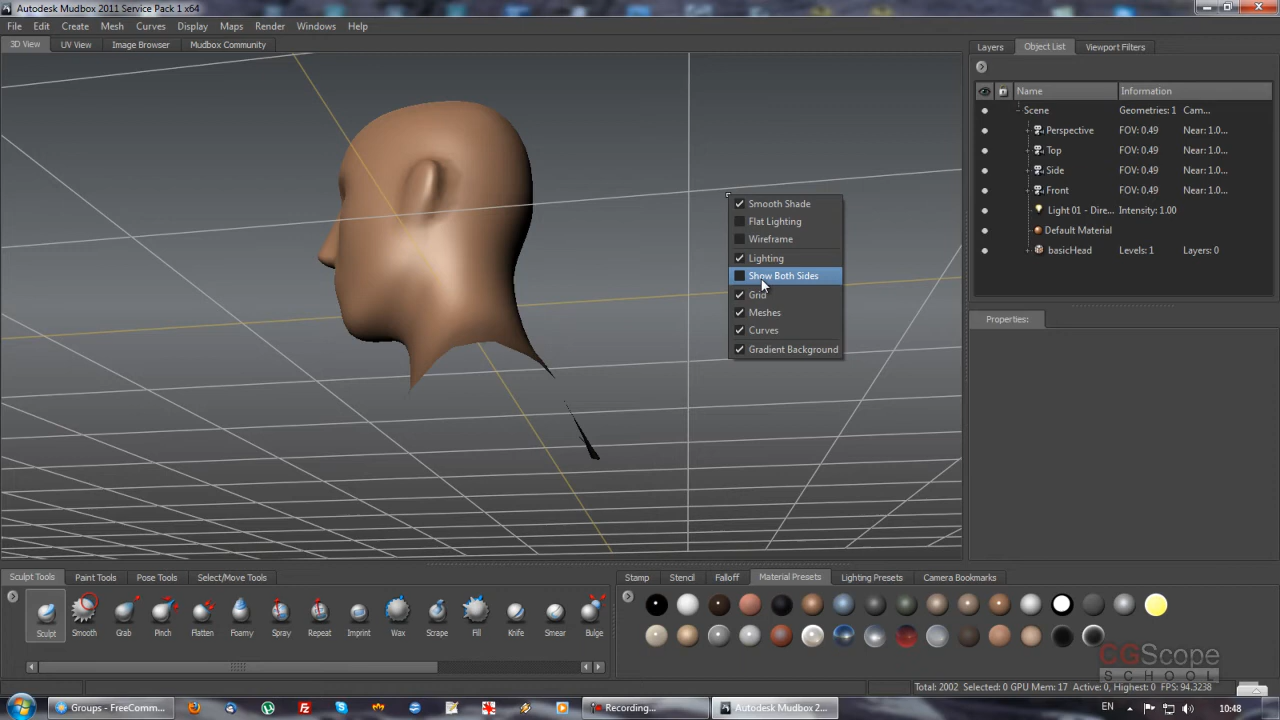 Autodesk Mudbox 2011 Service Pack 1 x64
File Edit Create Mesh Curves Display Maps Render Windows Help
3D View UV View Image Browser Mudbox Community
Layers Object List Viewport Filters
Name Information
Scene Geometries: 1 Cam...
Perspective FOV: 0.49 Near: 1.0...
Top FOV: 0.49 Near: 1.0...
Side FOV: 0.49 Near: 1.0...
Front FOV: 0.49 Near: 1.0...
Light 01 - Dire... Intensity: 1.00
Default Material
basicHead Levels: 1 Layers: 0
Properties:
Smooth Shade
Flat Lighting
Wireframe
Lighting
Show Both Sides
Grid
Meshes
Curves
Gradient Background
Sculpt Tools Paint Tools Pose Tools Select/Move Tools
Sculpt Smooth Grab Pinch Flatten Foamy Spray Repeat Imprint Wax Scrape Fill Knife Smear Bulge
Stamp Stencil Falloff Material Presets Lighting Presets Camera Bookmarks
CGScope
SCHOOL
Total: 2002 Selected: 0 GPU Mem: 17 Active: 0, Highest: 0 FPS: 94.3238
Groups - FreeComm... Recording... Autodesk Mudbox 2... EN 10:48